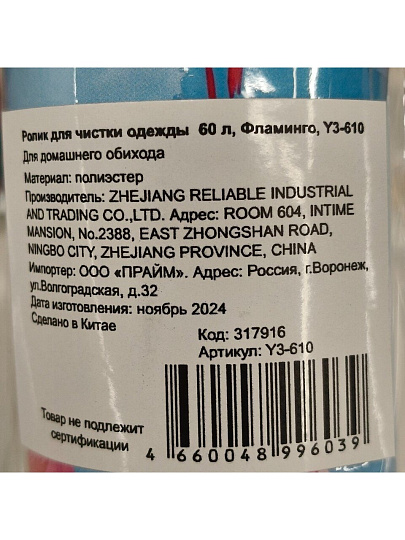 Ролик для чистки одежды 60 л, Фламинго, Y3-610
Для домашнего обихода
Материал: полиэстер
Производитель: ZHEJIANG RELIABLE INDUSTRIAL
AND TRADING CO.,LTD. Адрес: ROOM 604, INTIME
MANSION, No.2388, EAST ZHONGSHAN ROAD,
NINGBO CITY, ZHEJIANG PROVINCE, CHINA
Импортер: ООО «ПРАЙМ». Адрес: Россия, г.Воронеж,
ул.Волгоградская, д.32
Дата изготовления: ноябрь 2024
Сделано в Китае
Код: 317916
Артикул: Y3-610
Товар не подлежит
сертификации
4 660048 996039